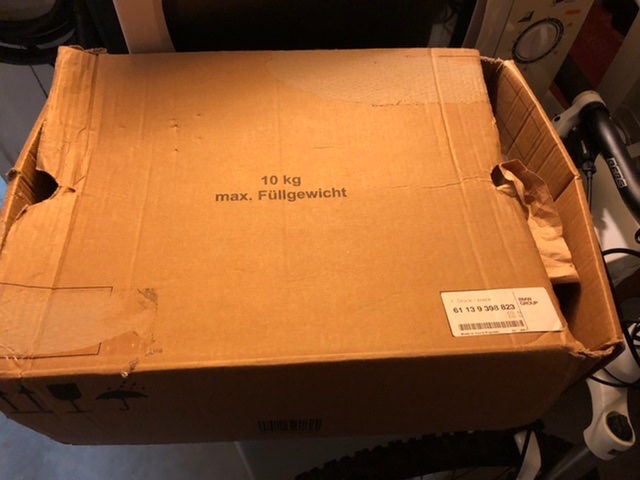 10 kg
max. Füllgewicht
BMW
GROUP
61 13 9 398 823